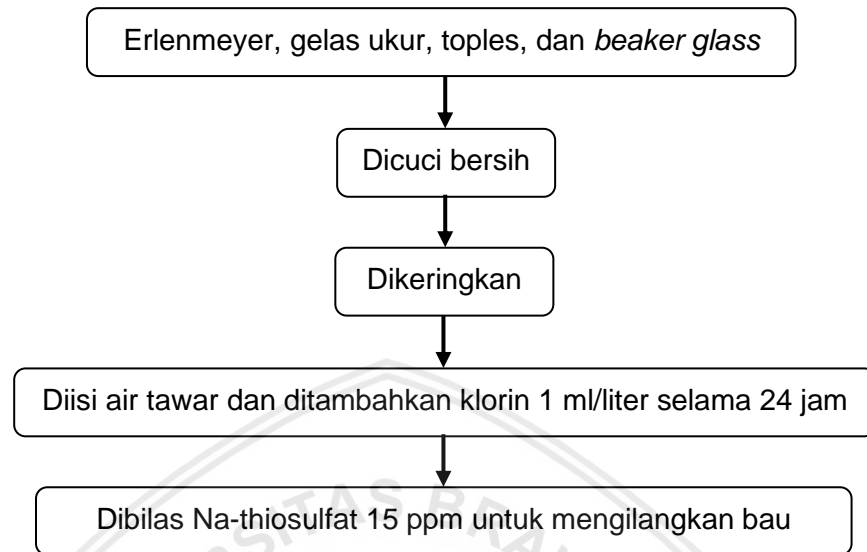 Erlenmeyer, gelas ukur, toples, dan beaker glass
Dicuci bersih
Dikeringkan
Diisi air tawar dan ditambahkan klorin 1 ml/liter selama 24 jam
Dibilas Na-thiosulfat 15 ppm untuk mengilangkan bau